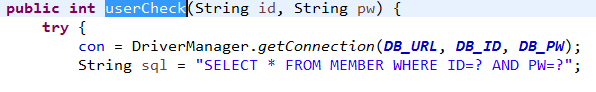 public int userCheck(String id, String pw) {
try {
con = DriverManager.getConnection(DB_URL, DB_ID, DB_PW);
String sql = "SELECT * FROM MEMBER WHERE ID=? AND PW=?";